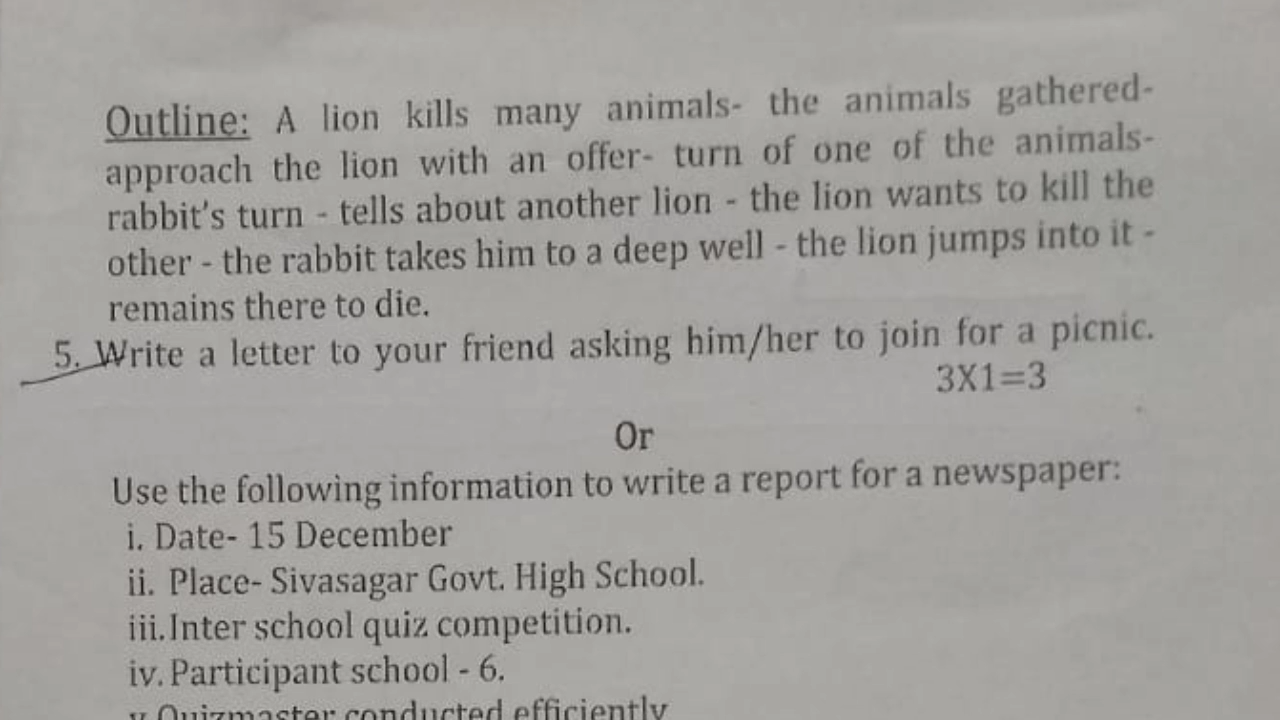 Outline: A lion kills many animals- the animals gathered-
approach the lion with an offer- turn of one of the animals-
rabbit's turn - tells about another lion - the lion wants to kill the
other - the rabbit takes him to a deep well - the lion jumps into it -
remains there to die.
5. Write a letter to your friend asking him/her to join for a picnic.
3X1=3
Or
Use the following information to write a report for a newspaper:
i. Date- 15 December
ii. Place- Sivasagar Govt. High School.
iii. Inter school quiz competition.
iv. Participant school - 6.
v Quizmaster conducted efficiently